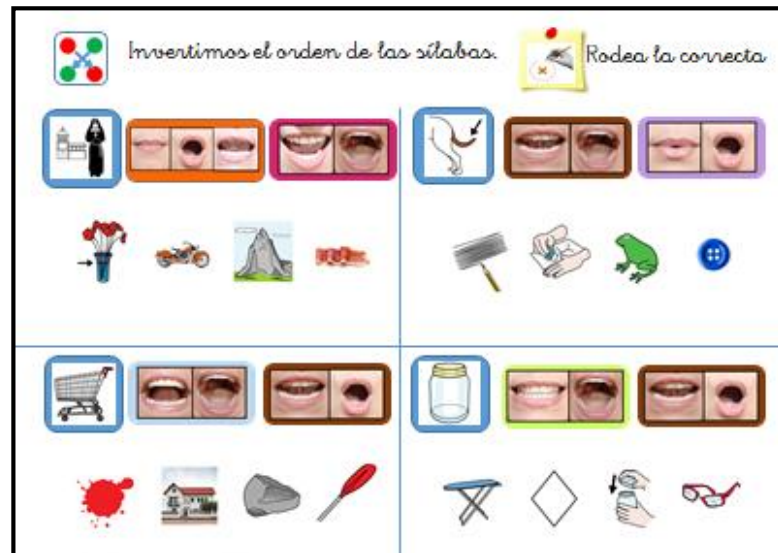 Invertimos el orden de las sílabas.
Rodea la correcta